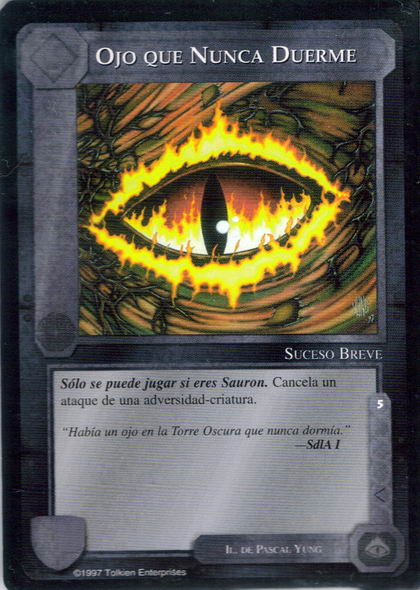 OJO QUE NUNCA DUERME
SUCESO BREVE
Sólo se puede jugar si eres Sauron. Cancela un
ataque de una adversidad-criatura.
5
"Había un ojo en la Torre Oscura que nunca dormía."
—SdlA I
IL. DE PASCAL YUNG
©1997 Tolkien Enterprises